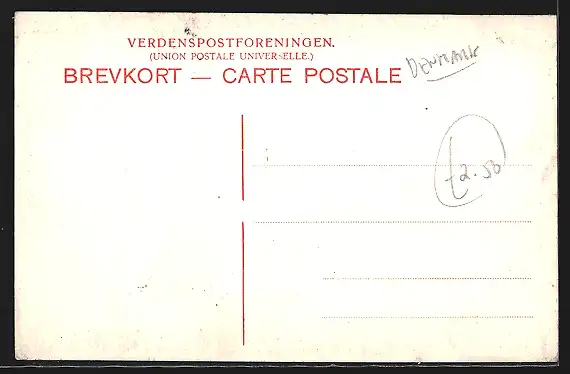 VERDENSPOSTFORENINGEN.
(UNION POSTALE UNIVERSELLE.)
BREVKORT — CARTE POSTALE
DENMARK
£2.50